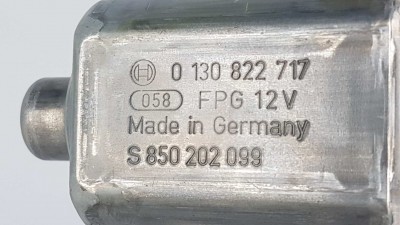 0 130 822 717
058 FPG 12V
Made in Germany
S 850 202 099